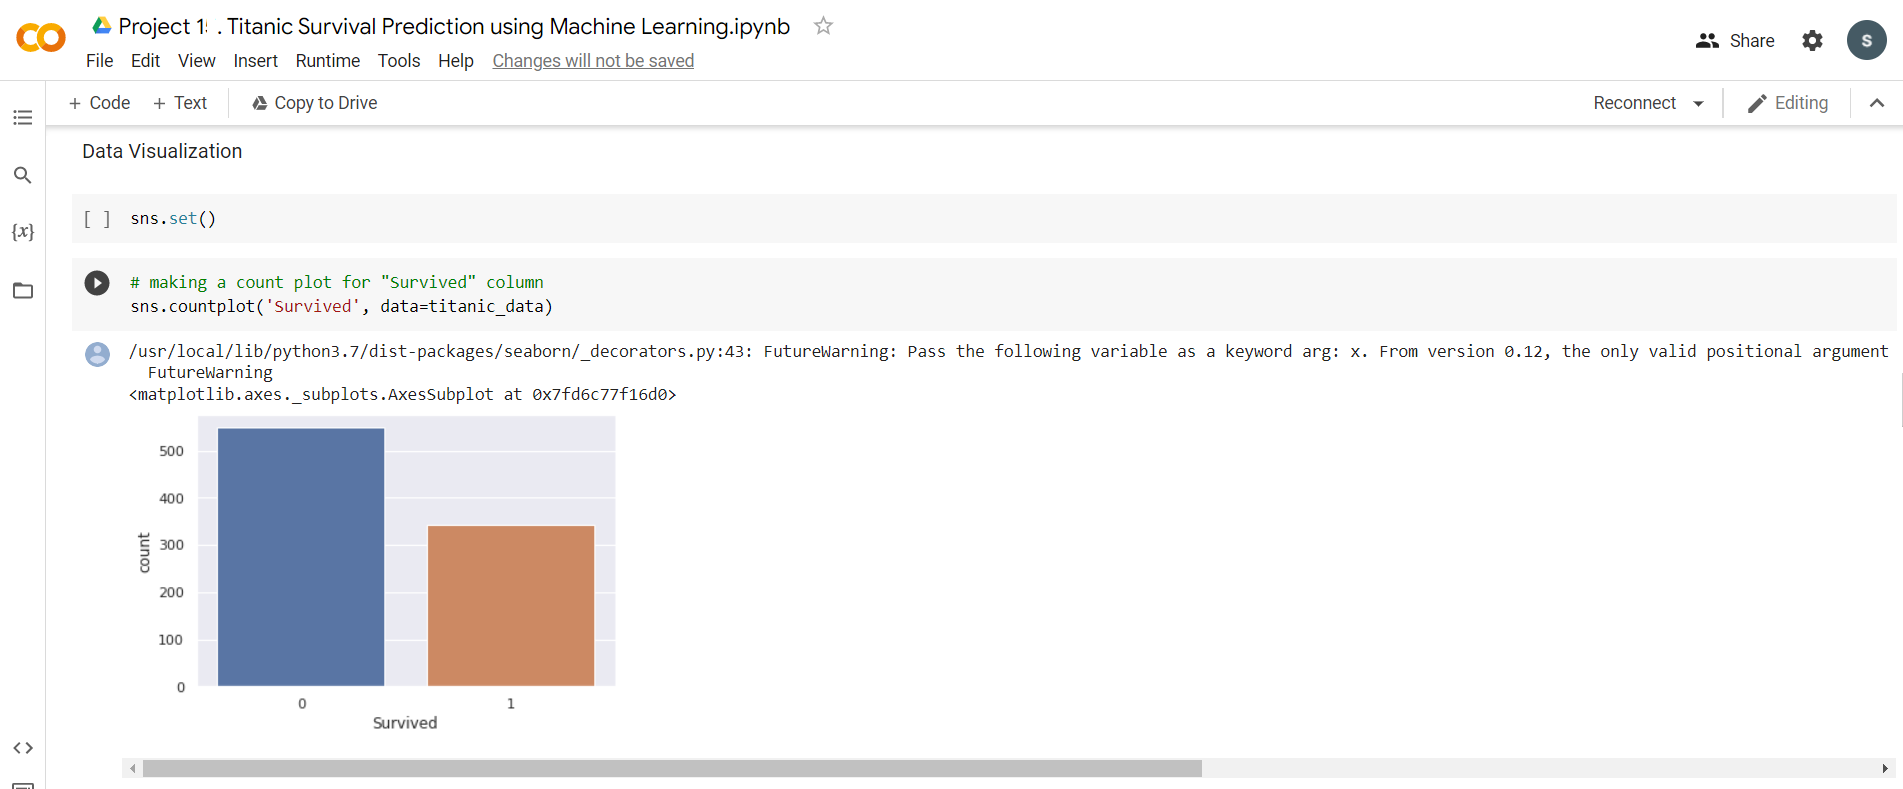 Project 15. Titanic Survival Prediction using Machine Learning.ipynb
File Edit View Insert Runtime Tools Help Changes will not be saved
Share
S
+ Code + Text Copy to Drive
Reconnect Editing
Data Visualization
{x}
[ ] sns.set()
# making a count plot for "Survived" column
sns.countplot('Survived', data=titanic_data)
/usr/local/lib/python3.7/dist-packages/seaborn/_decorators.py:43: FutureWarning: Pass the following variable as a keyword arg: x. From version 0.12, the only valid positional argument
FutureWarning
<matplotlib.axes._subplots.AxesSubplot at 0x7fd6c77f16d0>
500
400
300
200
100
0
count
0 1
Survived